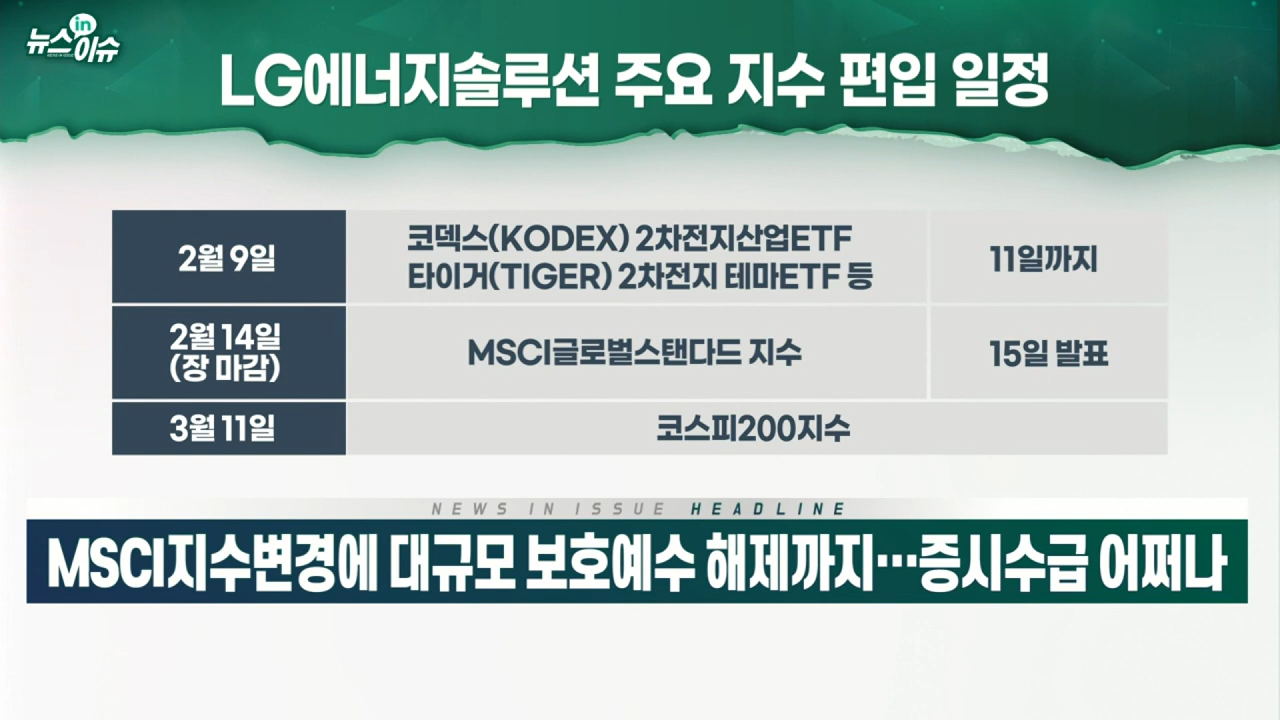 뉴스in이슈
LG에너지솔루션 주요 지수 편입 일정
2월 9일
코덱스(KODEX) 2차전지산업ETF
타이거(TIGER) 2차전지 테마ETF 등
11일까지
2월 14일
(장 마감)
MSCI글로벌스탠다드 지수
15일 발표
3월 11일
코스피200지수
NEWS IN ISSUE HEADLINE
MSCI지수변경에 대규모 보호예수 해제까지…증시수급 어쩌나